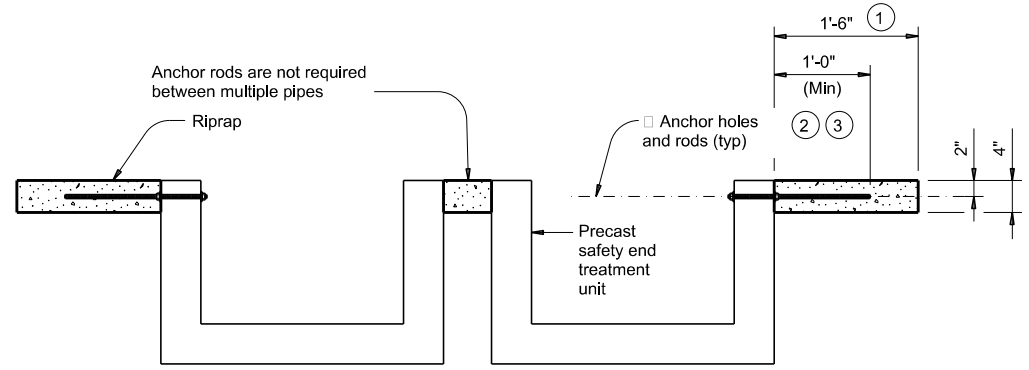 1'-6" 1
Anchor rods are not required
between multiple pipes
1'-0"
(Min)
Riprap
□ Anchor holes
and rods (typ)
2 3
2"
4"
Precast
safety end
treatment
unit